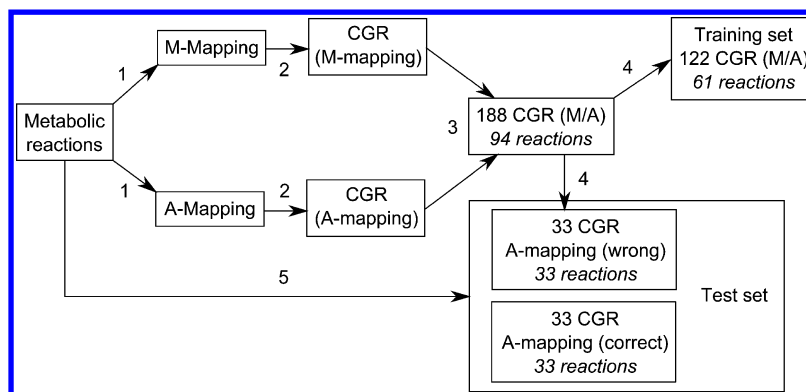 Metabolic
reactions
1
M-Mapping
2
CGR
(M-mapping)
1
A-Mapping
2
CGR
(A-mapping)
3
188 CGR (M/A)
94 reactions
4
Training set
122 CGR (M/A)
61 reactions
4
5
33 CGR
A-mapping (wrong)
33 reactions
33 CGR
A-mapping (correct)
33 reactions
Test set